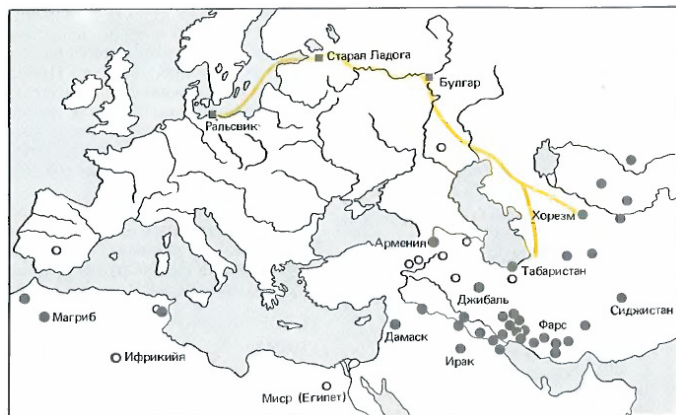 Старая Ладога
Булгар
Ральсвик
Хорезм
Армения
Табаристан
Джибаль
Сиджистан
Магриб
Дамаск
Фарс
Ирак
Ифрикийя
Миср (Египет)